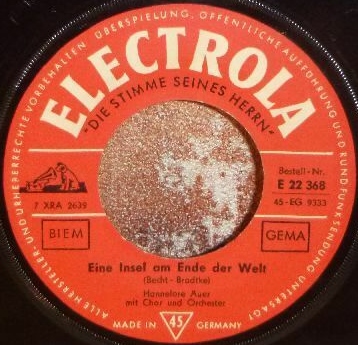 ALLE HERSTELLER- UND URHEBERRECHTE VORBEHALTEN. ÜBERSPIELUNG, ÖFFENTLICHE AUFFÜHRUNG UND RUNDFUNKSENDUNG UNTERSAGT!
ELECTROLA
"DIE STIMME SEINES HERRN"
Bestell-Nr.
E 22 368
7 XRA 2639
45-EG 9333
BIEM
GEMA
Eine Insel am Ende der Welt
(Becht - Bradtke)
Hannelore Auer
mit Chor und Orchester
MADE IN 45 GERMANY